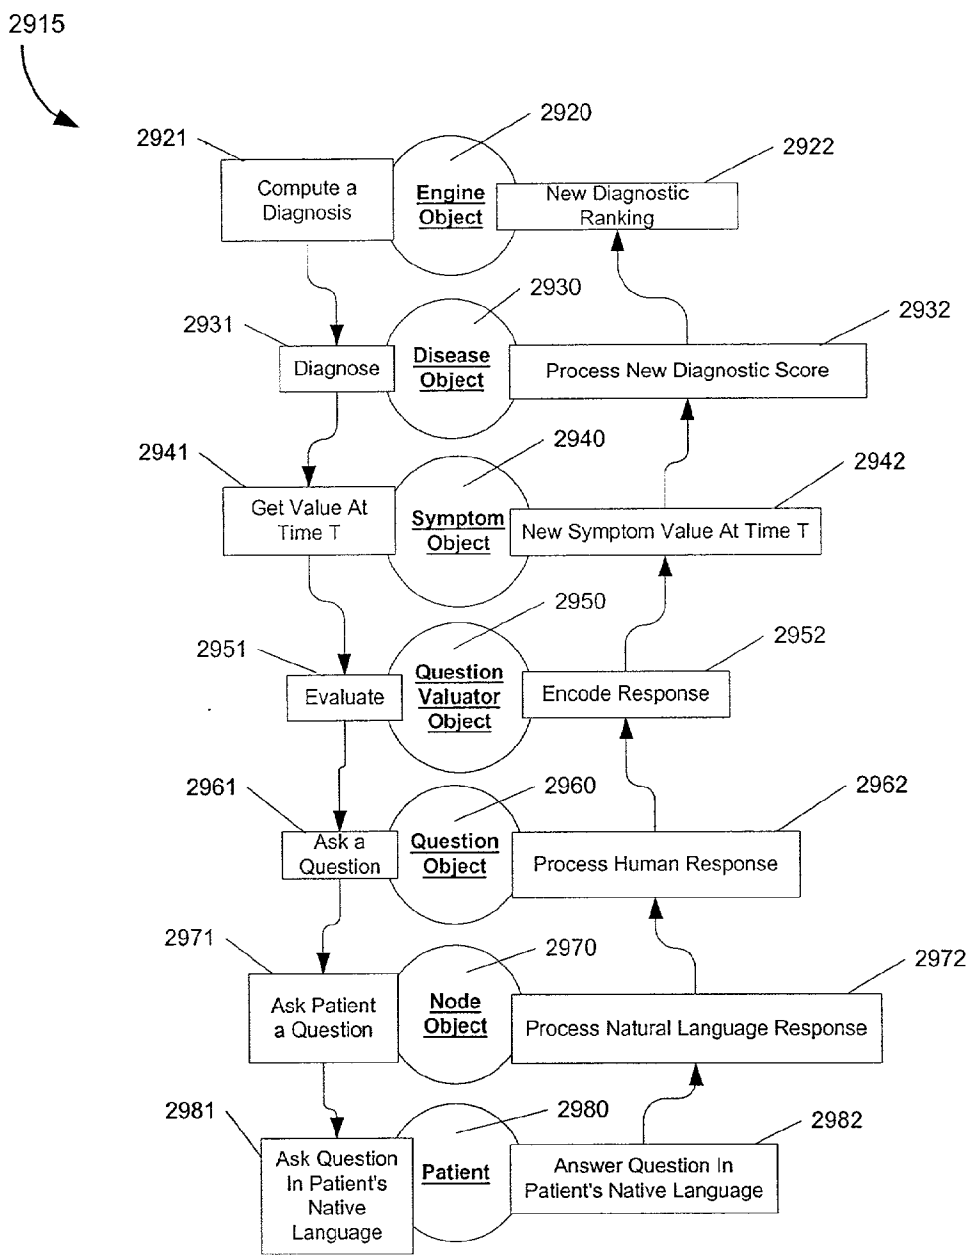 2915
2920
2921
2922
Compute a
Diagnosis
Engine
Object
New Diagnostic
Ranking
2930
2931
2932
Diagnose
Disease
Object
Process New Diagnostic Score
2940
2941
2942
Get Value At
Time T
Symptom
Object
New Symptom Value At Time T
2950
2951
2952
Evaluate
Question
Valuator
Object
Encode Response
2960
2961
2962
Ask a
Question
Question
Object
Process Human Response
2970
2971
2972
Ask Patient
a Question
Node
Object
Process Natural Language Response
2980
2981
2982
Ask Question
In Patient's
Native
Language
Patient
Answer Question In
Patient's Native Language